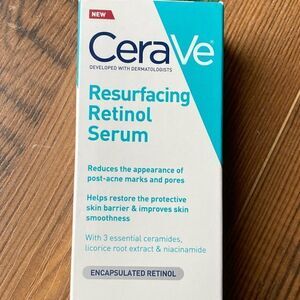 NEW
CeraVe
DEVELOPED WITH DERMATOLOGISTS
Resurfacing
Retinol
Serum
Reduces the appearance of
post-acne marks and pores
Helps restore the protective
skin barrier & improves skin
smoothness
With 3 essential ceramides,
licorice root extract & niacinamide
ENCAPSULATED RETINOL